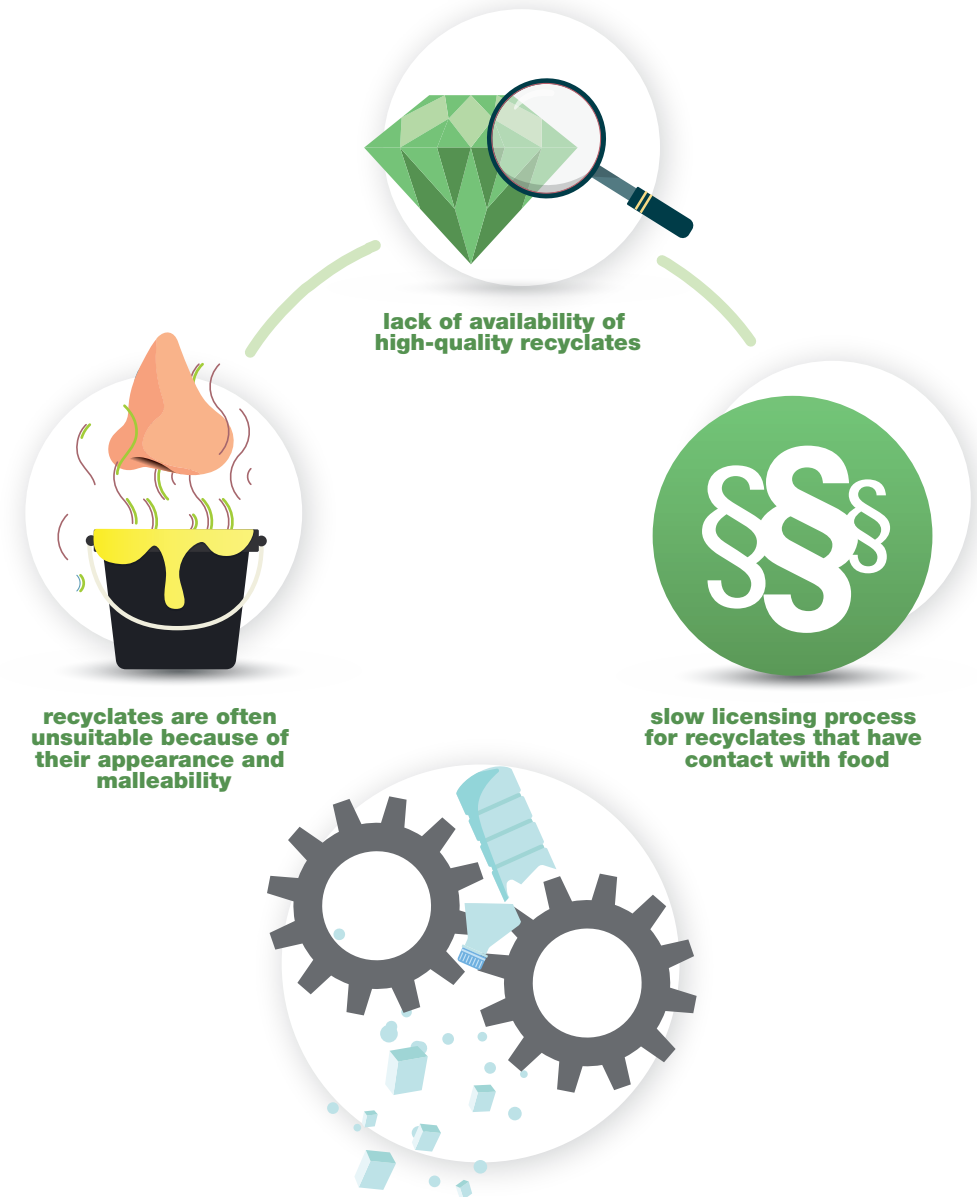 lack of availability of
high-quality recyclates
recyclates are often
unsuitable because of
their appearance and
malleability
slow licensing process
for recyclates that have
contact with food
§§§